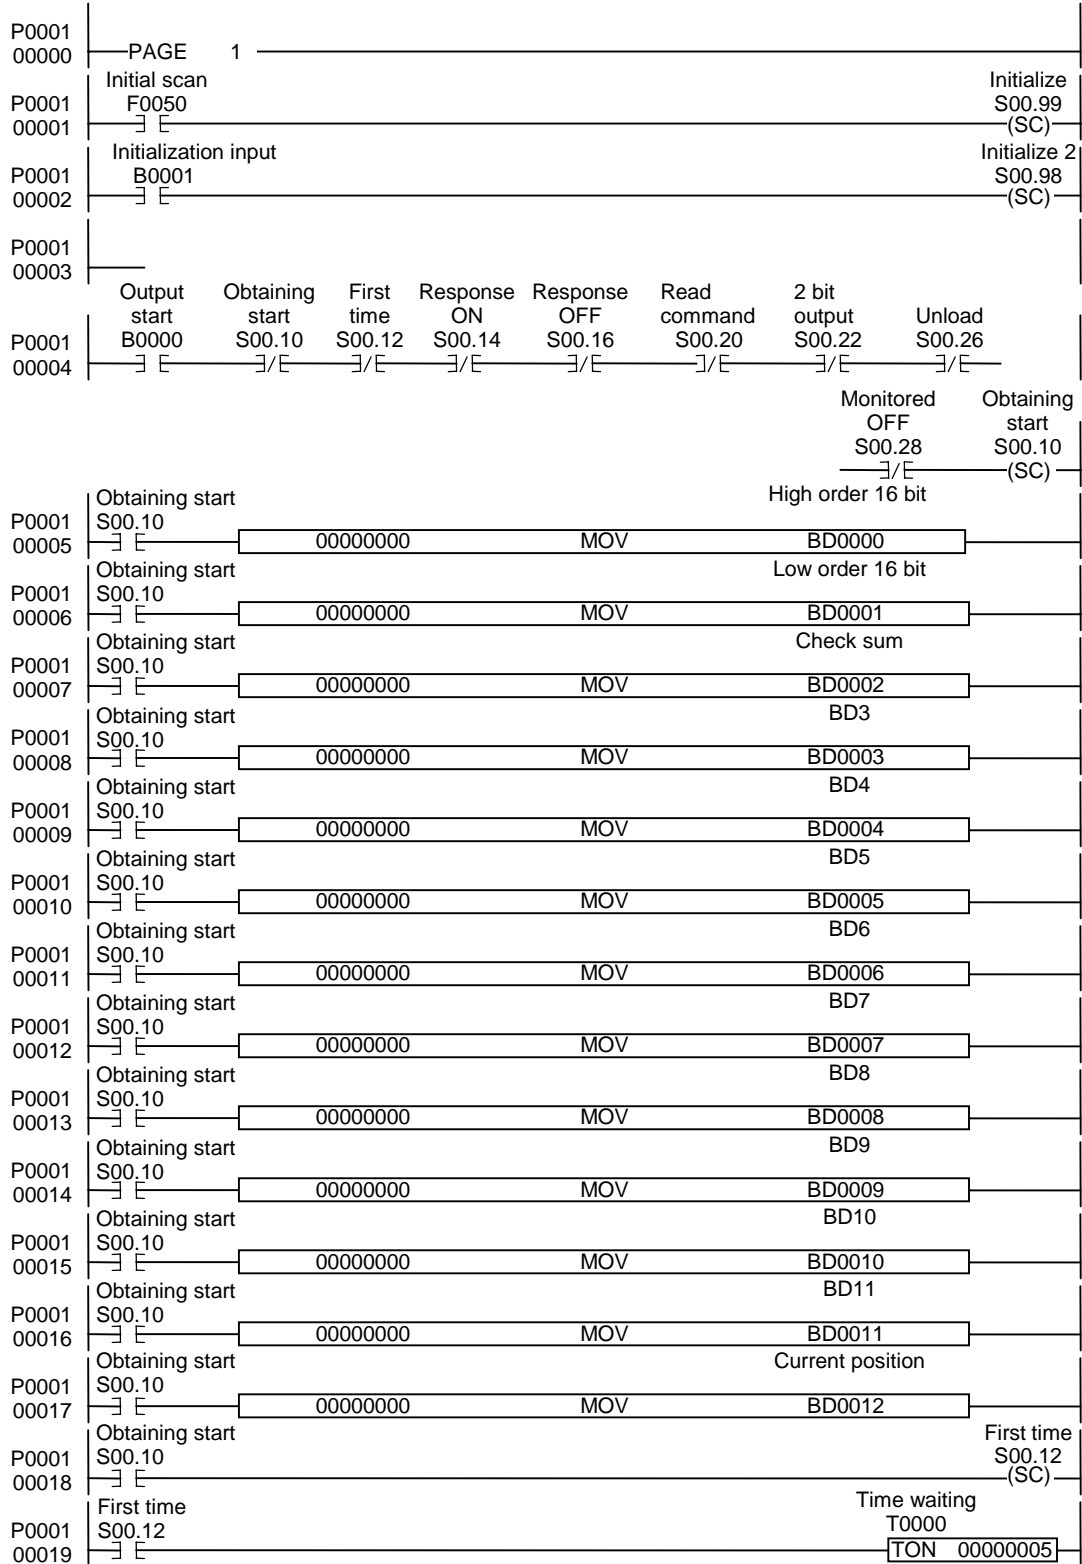 P0001
00000 PAGE 1
Initial scan Initialize
P0001 F0050 S00.99
00001 (SC)
Initialization input Initialize 2
P0001 B0001 S00.98
00002 (SC)
P0001
00003
Output Obtaining First Response Response Read 2 bit
start start time ON OFF command output Unload
P0001 B0000 S00.10 S00.12 S00.14 S00.16 S00.20 S00.22 S00.26
00004
Monitored Obtaining
OFF start
S00.28 S00.10
(SC)
Obtaining start High order 16 bit
P0001 S00.10
00005 00000000 MOV BD0000
Obtaining start Low order 16 bit
P0001 S00.10
00006 00000000 MOV BD0001
Obtaining start Check sum
P0001 S00.10
00007 00000000 MOV BD0002
Obtaining start BD3
P0001 S00.10
00008 00000000 MOV BD0003
Obtaining start BD4
P0001 S00.10
00009 00000000 MOV BD0004
Obtaining start BD5
P0001 S00.10
00010 00000000 MOV BD0005
Obtaining start BD6
P0001 S00.10
00011 00000000 MOV BD0006
Obtaining start BD7
P0001 S00.10
00012 00000000 MOV BD0007
Obtaining start BD8
P0001 S00.10
00013 00000000 MOV BD0008
Obtaining start BD9
P0001 S00.10
00014 00000000 MOV BD0009
Obtaining start BD10
P0001 S00.10
00015 00000000 MOV BD0010
Obtaining start BD11
P0001 S00.10
00016 00000000 MOV BD0011
Obtaining start Current position
P0001 S00.10
00017 00000000 MOV BD0012
Obtaining start First time
P0001 S00.10 S00.12
00018 (SC)
First time Time waiting
P0001 S00.12 T0000
00019 TON 00000005